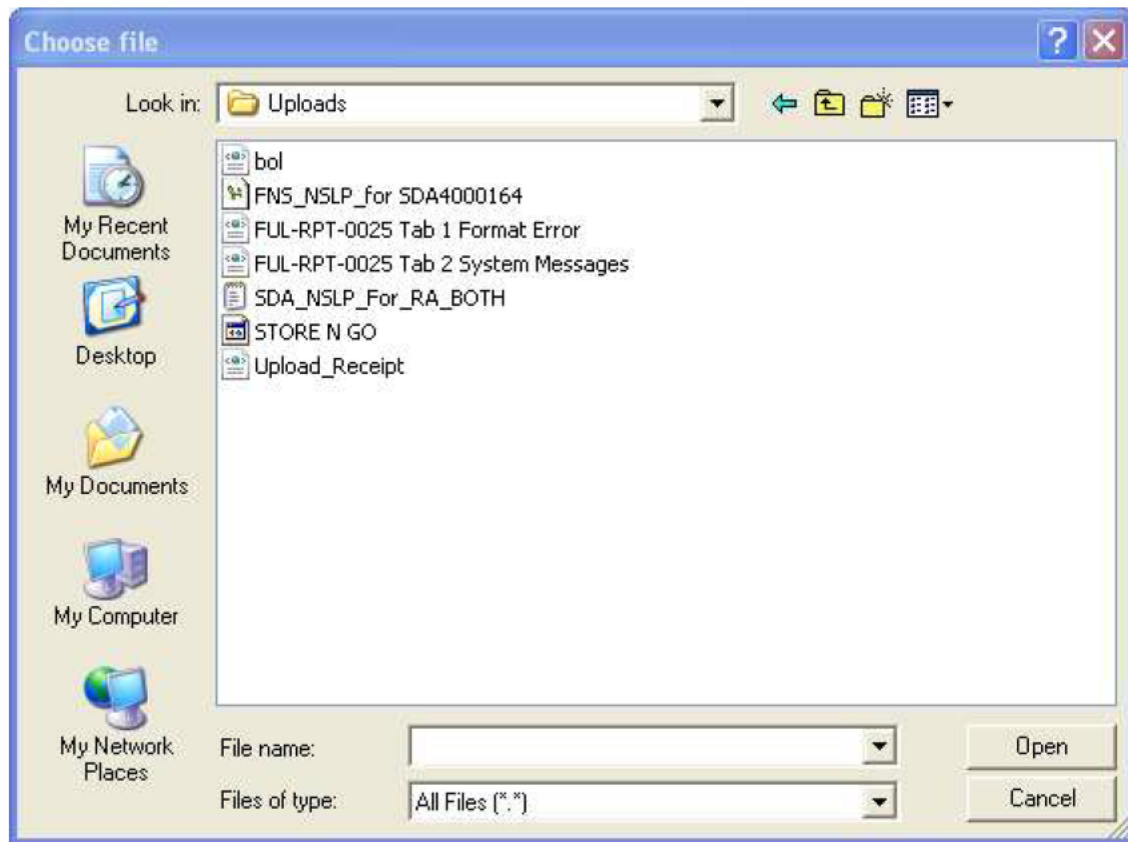 Choose file
Look in: Uploads
bol
FNS_NSLP_for SDA4000164
FUL-RPT-0025 Tab 1 Format Error
FUL-RPT-0025 Tab 2 System Messages
SDA_NSLP_For_RA_BOTH
STORE N GO
Upload_Receipt
My Recent
Documents
Desktop
My Documents
My Computer
My Network
Places
File name:
Open
Files of type: All Files (*.*)
Cancel